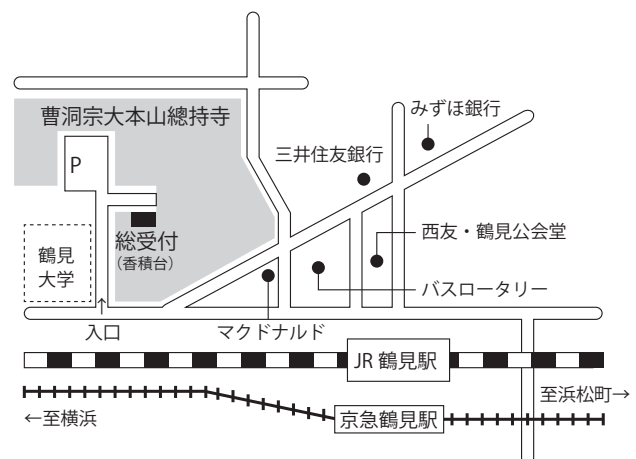 みずほ銀行
曹洞宗大本山總持寺
三井住友銀行
P
西友・鶴見公会堂
総受付
（香積台）
鶴見
大学
バスロータリー
入口
マクドナルド
JR 鶴見駅
至浜松町→
←至横浜
京急鶴見駅